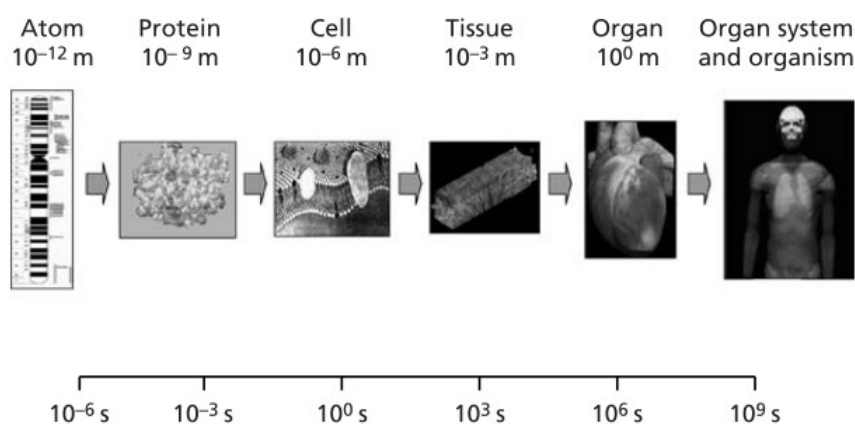 Atom
10⁻¹² m
Protein
10⁻⁹ m
Cell
10⁻⁶ m
Tissue
10⁻³ m
Organ
10⁰ m
Organ system
and organism
10⁻⁶ s
10⁻³ s
10⁰ s
10³ s
10⁶ s
10⁹ s